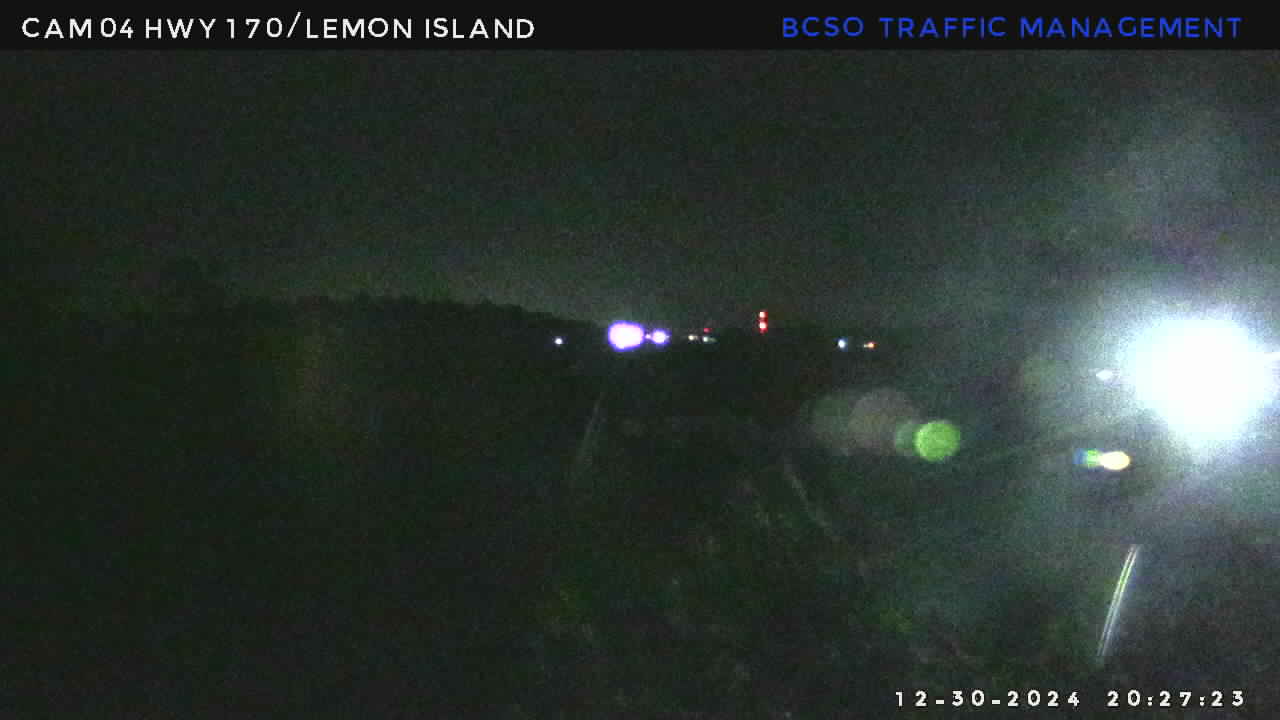 CAM04 HWY 170/LEMON ISLAND
BCSO TRAFFIC MANAGEMENT
12-30-2024 20:27:23